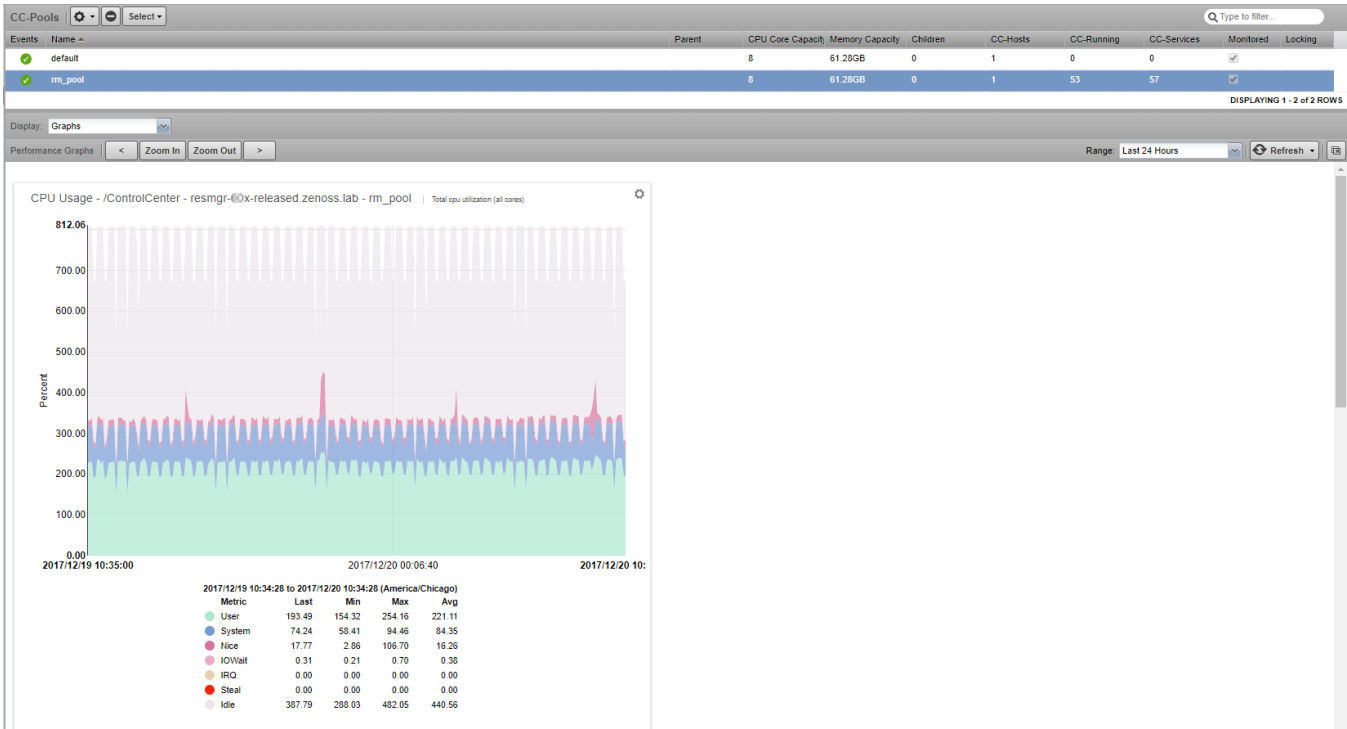 CC-Pools Select
Type to filter...
Events Name Parent CPU Core Capacity Memory Capacity Children CC-Hosts CC-Running CC-Services Monitored Locking
default 8 61.28GB 0 1 0 0
rm_pool 8 61.28GB 0 1 53 57
DISPLAYING 1 - 2 of 2 ROWS
Display: Graphs
Performance Graphs < Zoom In Zoom Out > Range: Last 24 Hours Refresh
CPU Usage - /ControlCenter - resmgr- x-released.zenoss.lab - rm_pool | Total cpu utilization (all cores)
812.06
700.00
600.00
500.00
400.00
300.00
200.00
100.00
0.00
Percent
2017/12/19 10:35:00 2017/12/20 00:06:40 2017/12/20 10:
2017/12/19 10:34:28 to 2017/12/20 10:34:28 (America/Chicago)
Metric Last Min Max Avg
User 193.49 154.32 254.16 221.11
System 74.24 58.41 94.46 84.35
Nice 17.77 2.86 106.70 16.26
IOWait 0.31 0.21 0.70 0.38
IRQ 0.00 0.00 0.00 0.00
Steal 0.00 0.00 0.00 0.00
Idle 387.79 288.03 482.05 440.56